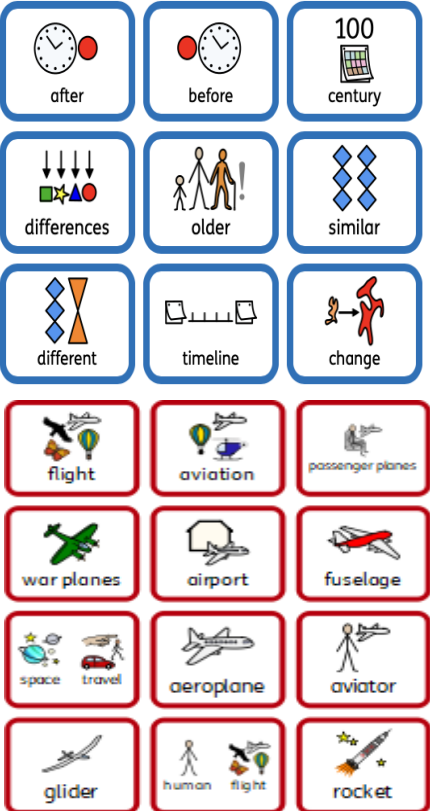 100
after before century
differences older similar
different timeline change
flight aviation passenger planes
war planes airport fuselage
space travel aeroplane aviator
glider human flight rocket